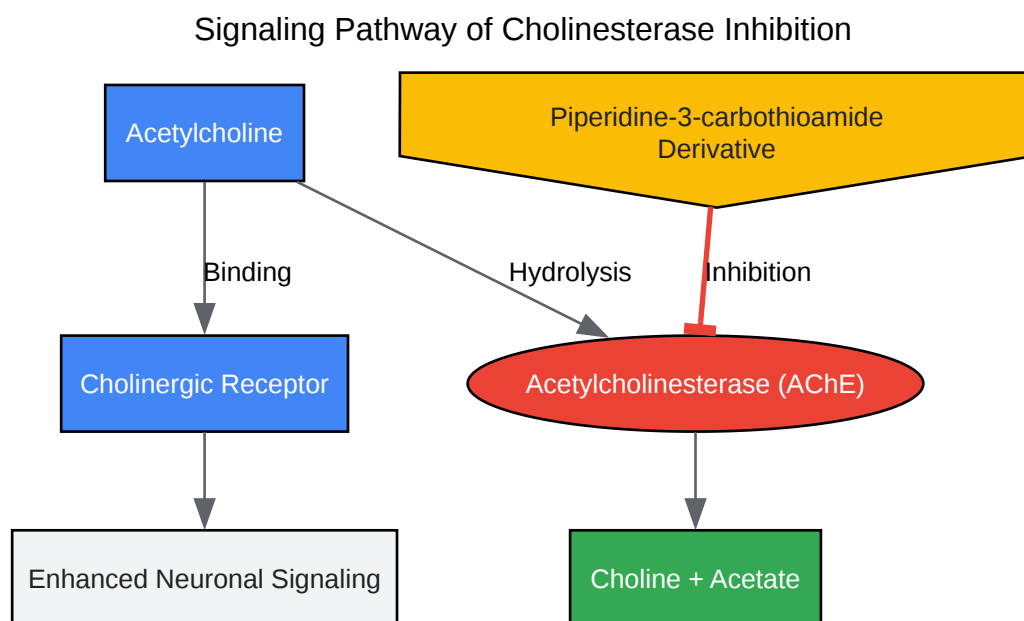 Signaling Pathway of Cholinesterase Inhibition
Acetylcholine
Piperidine-3-carbothioamide
Derivative
Binding
Hydrolysis
Inhibition
Cholinergic Receptor
Acetylcholinesterase (AChE)
Enhanced Neuronal Signaling
Choline + Acetate